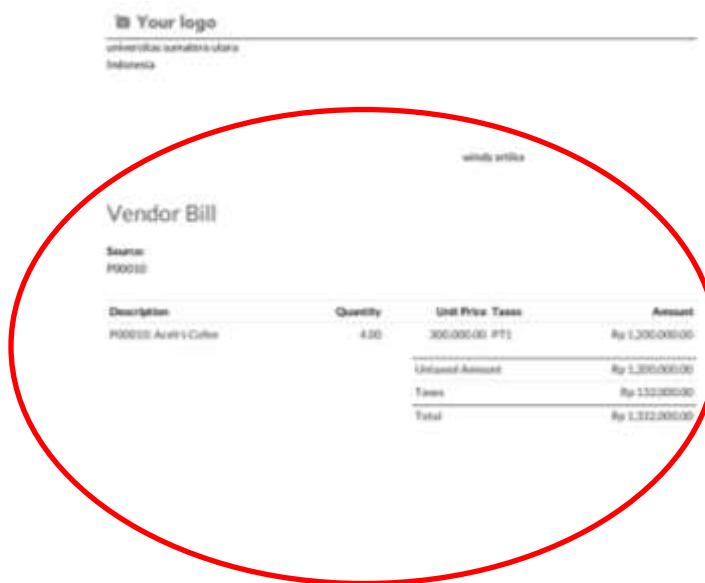 Your logo
universitas sumatera utara
Indonesia
windy artika
Vendor Bill
Source:
P00010
Description Quantity Unit Price Taxes Amount
P00010: Aceh's Cofee 4.00 300,000.00 PT1 Rp 1,200,000.00
Untaxed Amount Rp 1,200,000.00
Taxes Rp 132,000.00
Total Rp 1,332,000.00